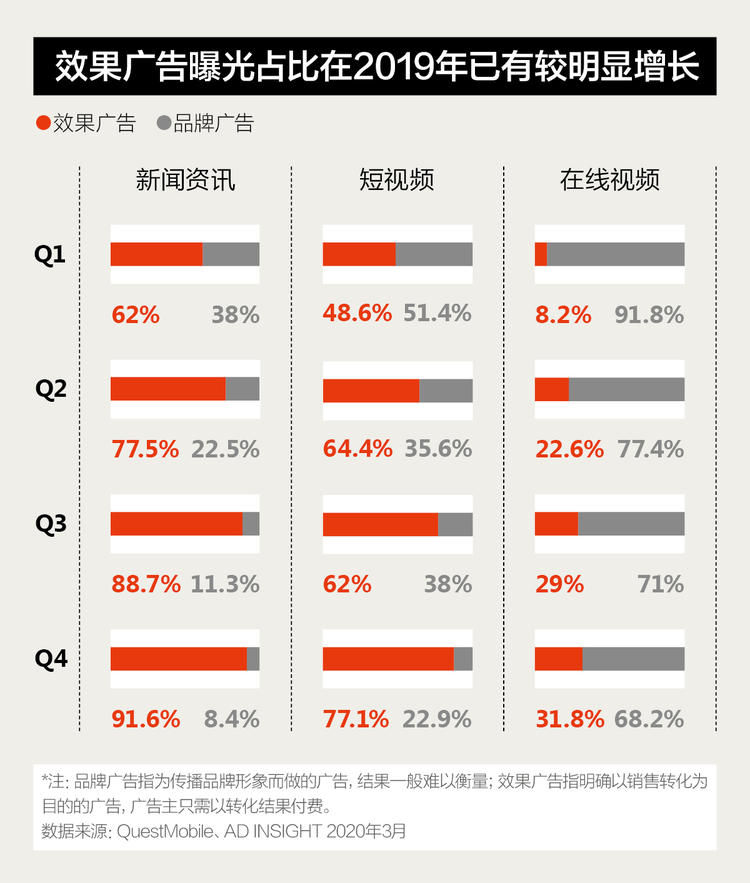 效果广告曝光占比在2019年已有较明显增长
效果广告 品牌广告
新闻资讯 短视频 在线视频
Q1
62% 38% 48.6% 51.4% 8.2% 91.8%
Q2
77.5% 22.5% 64.4% 35.6% 22.6% 77.4%
Q3
88.7% 11.3% 62% 38% 29% 71%
Q4
91.6% 8.4% 77.1% 22.9% 31.8% 68.2%
*注: 品牌广告指为传播品牌形象而做的广告, 结果一般难以衡量; 效果广告指明确以销售转化为
目的的广告, 广告主只需以转化结果付费。
数据来源: QuestMobile、AD INSIGHT 2020年3月